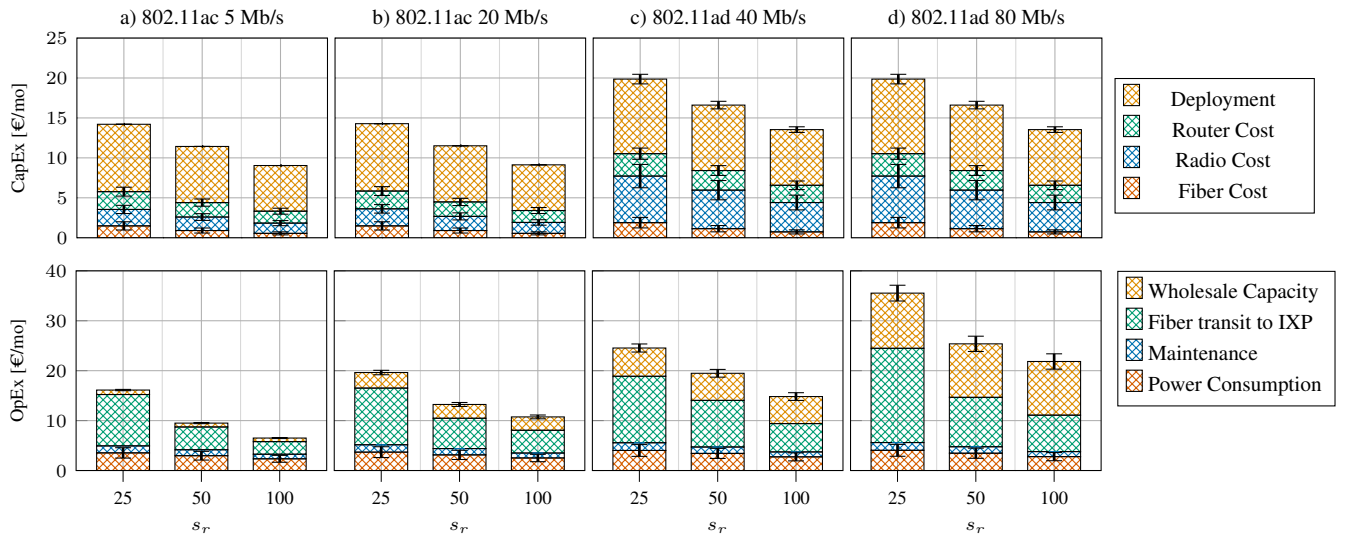 a) 802.11ac 5 Mb/s
b) 802.11ac 20 Mb/s
c) 802.11ad 40 Mb/s
d) 802.11ad 80 Mb/s
CapEx [€/mo]
25
20
15
10
5
0
Deployment
Router Cost
Radio Cost
Fiber Cost
OpEx [€/mo]
40
30
20
10
0
Wholesale Capacity
Fiber transit to IXP
Maintenance
Power Consumption
25 50 100
25 50 100
25 50 100
25 50 100
s_r
s_r
s_r
s_r